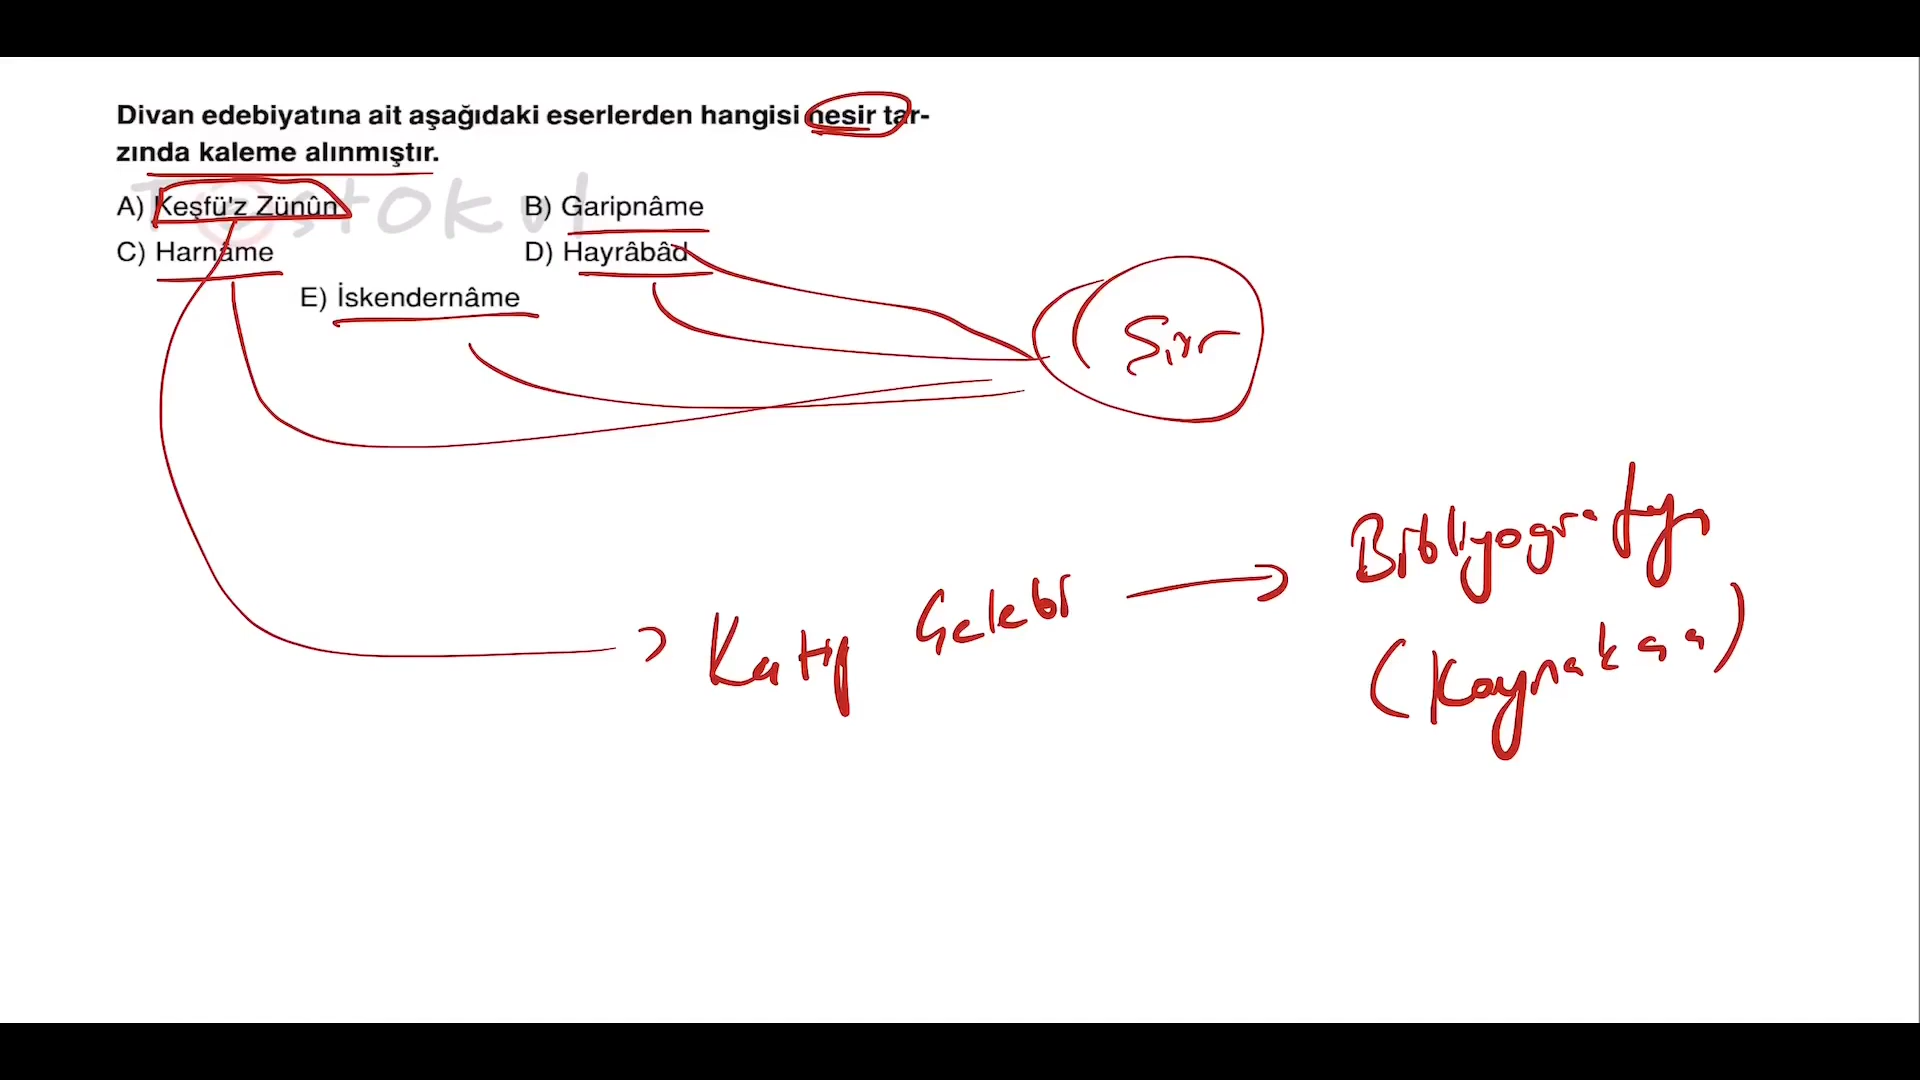 Divan edebiyatına ait aşağıdaki eserlerden hangisi nesir tar-
zında kaleme alınmıştır.
TestOkul
A) Keşfü'z Zünûn B) Garipnâme
C) Harnâme D) Hayrâbâd
E) İskendernâme
Şiir
Bibliyografya
Katip Çelebi
(Kaynakça)